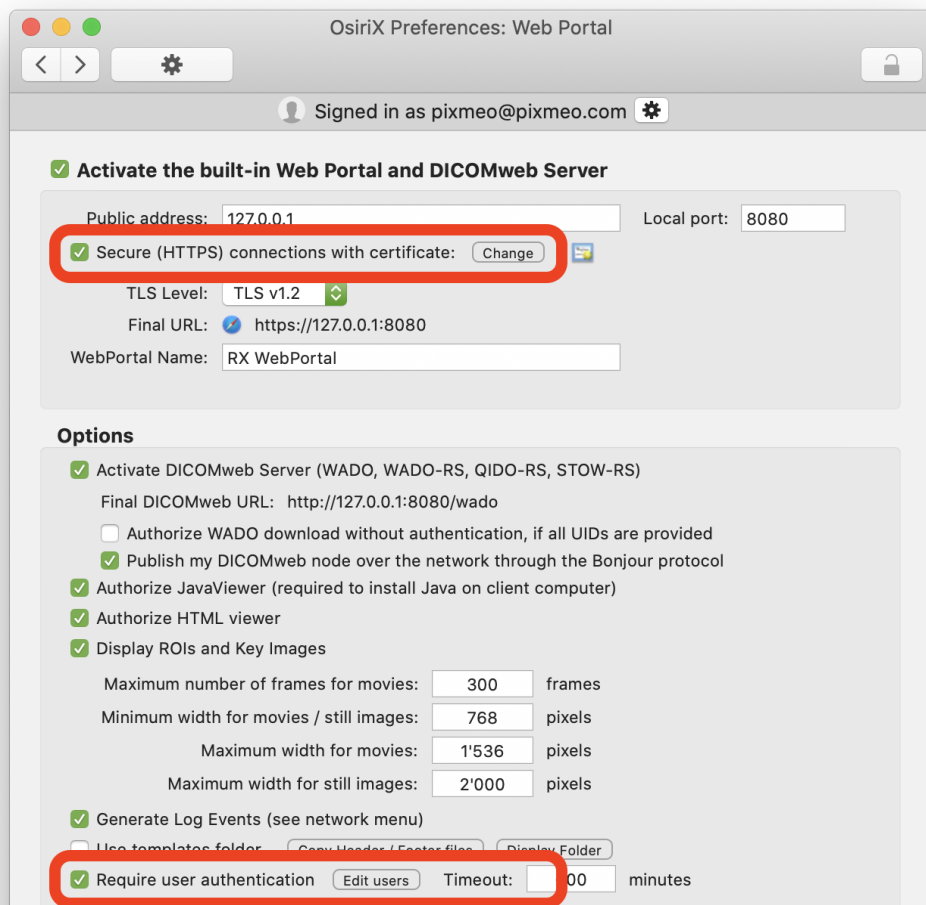 OsiriX Preferences: Web Portal
Signed in as pixmeo@pixmeo.com
Activate the built-in Web Portal and DICOMweb Server
Public address: 127.0.0.1 Local port: 8080
Secure (HTTPS) connections with certificate: Change
TLS Level: TLS v1.2
Final URL: https://127.0.0.1:8080
WebPortal Name: RX WebPortal
Options
Activate DICOMweb Server (WADO, WADO-RS, QIDO-RS, STOW-RS)
Final DICOMweb URL: http://127.0.0.1:8080/wado
Authorize WADO download without authentication, if all UIDs are provided
Publish my DICOMweb node over the network through the Bonjour protocol
Authorize JavaViewer (required to install Java on client computer)
Authorize HTML viewer
Display ROIs and Key Images
Maximum number of frames for movies: 300 frames
Minimum width for movies / still images: 768 pixels
Maximum width for movies: 1'536 pixels
Maximum width for still images: 2'000 pixels
Generate Log Events (see network menu)
Use templates folder Copy Header / Footer files Display Folder
Require user authentication Edit users Timeout: minutes